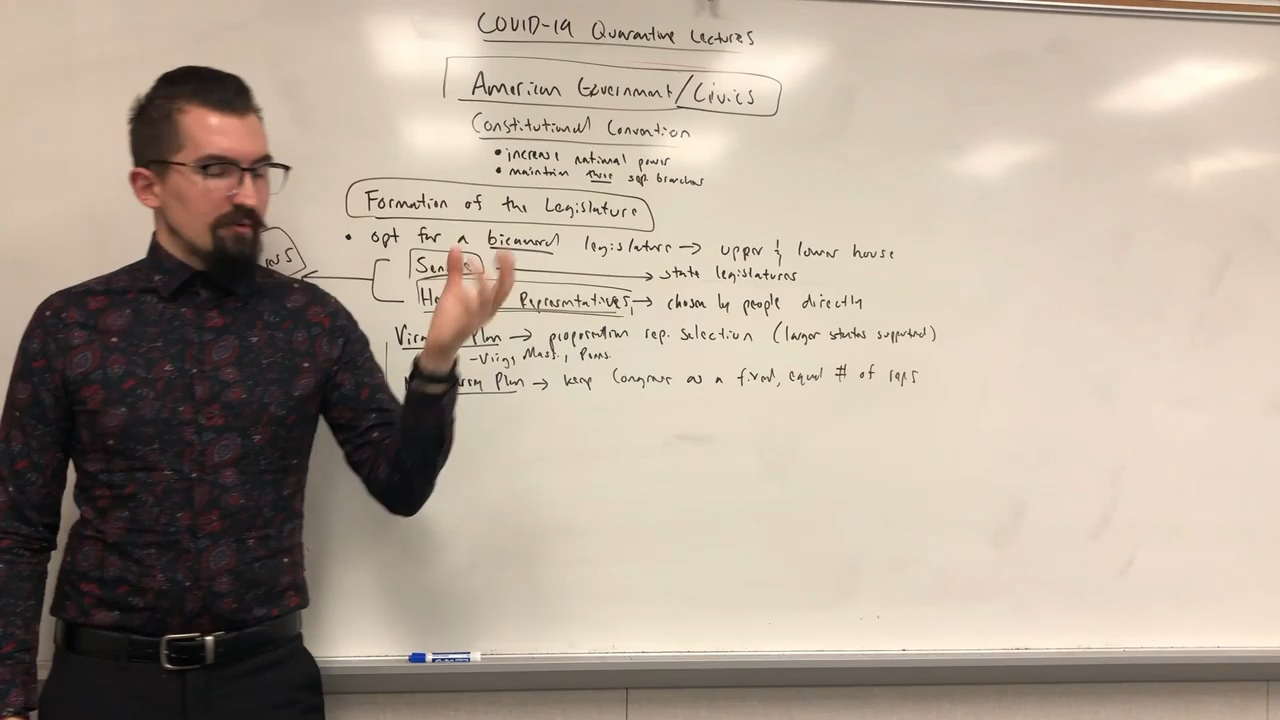 COVID-19 Quarantine Lectures
American Government/Civics
Constitutional Convention
• increase national power
• maintain three sep. branches
Formation of the Legislature
• opt for a bicameral legislature → upper & lower house
Senate → state legislatures
Representatives → chosen by people directly
Plan → proportion rep. selection (larger states supported)
-Virg, Mass., Penns.
Plan → keep Congress as a fixed, equal # of reps